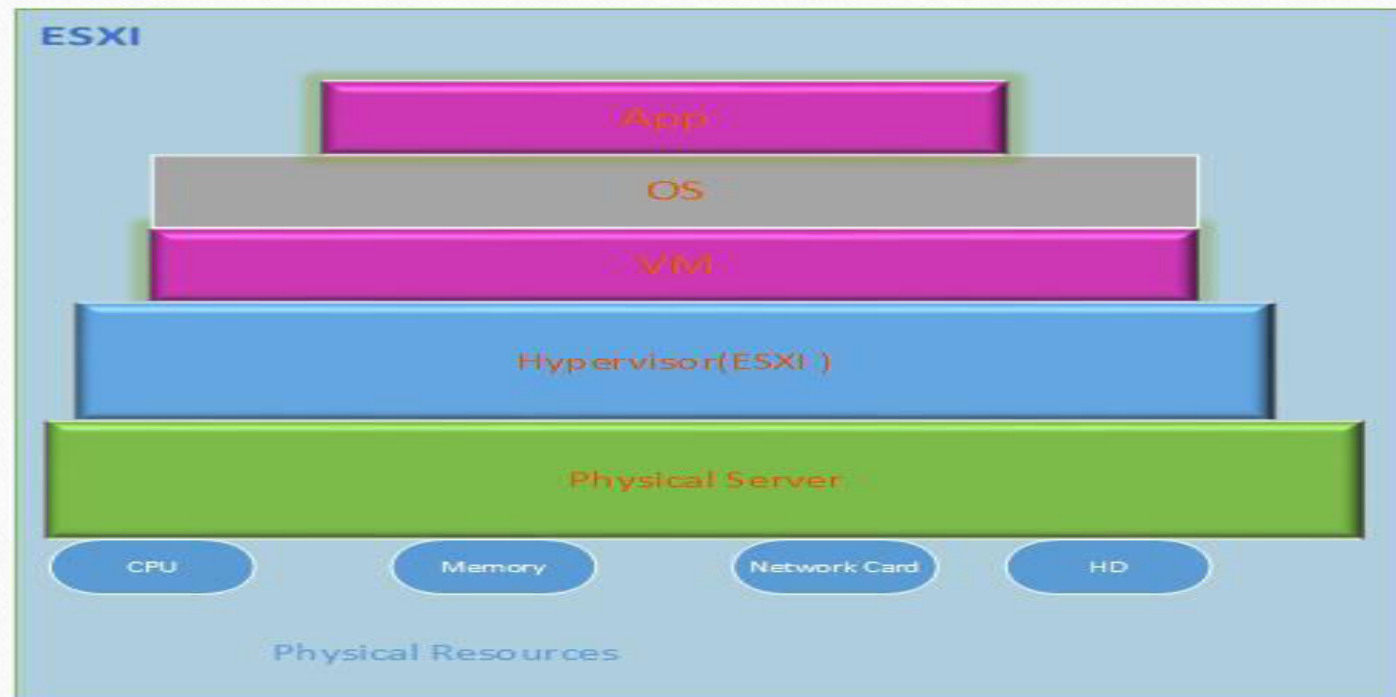 ESXI
App
OS
VM
Hypervisor(ESXI )
Physical Server
CPU Memory Network Card HD
Physical Resources